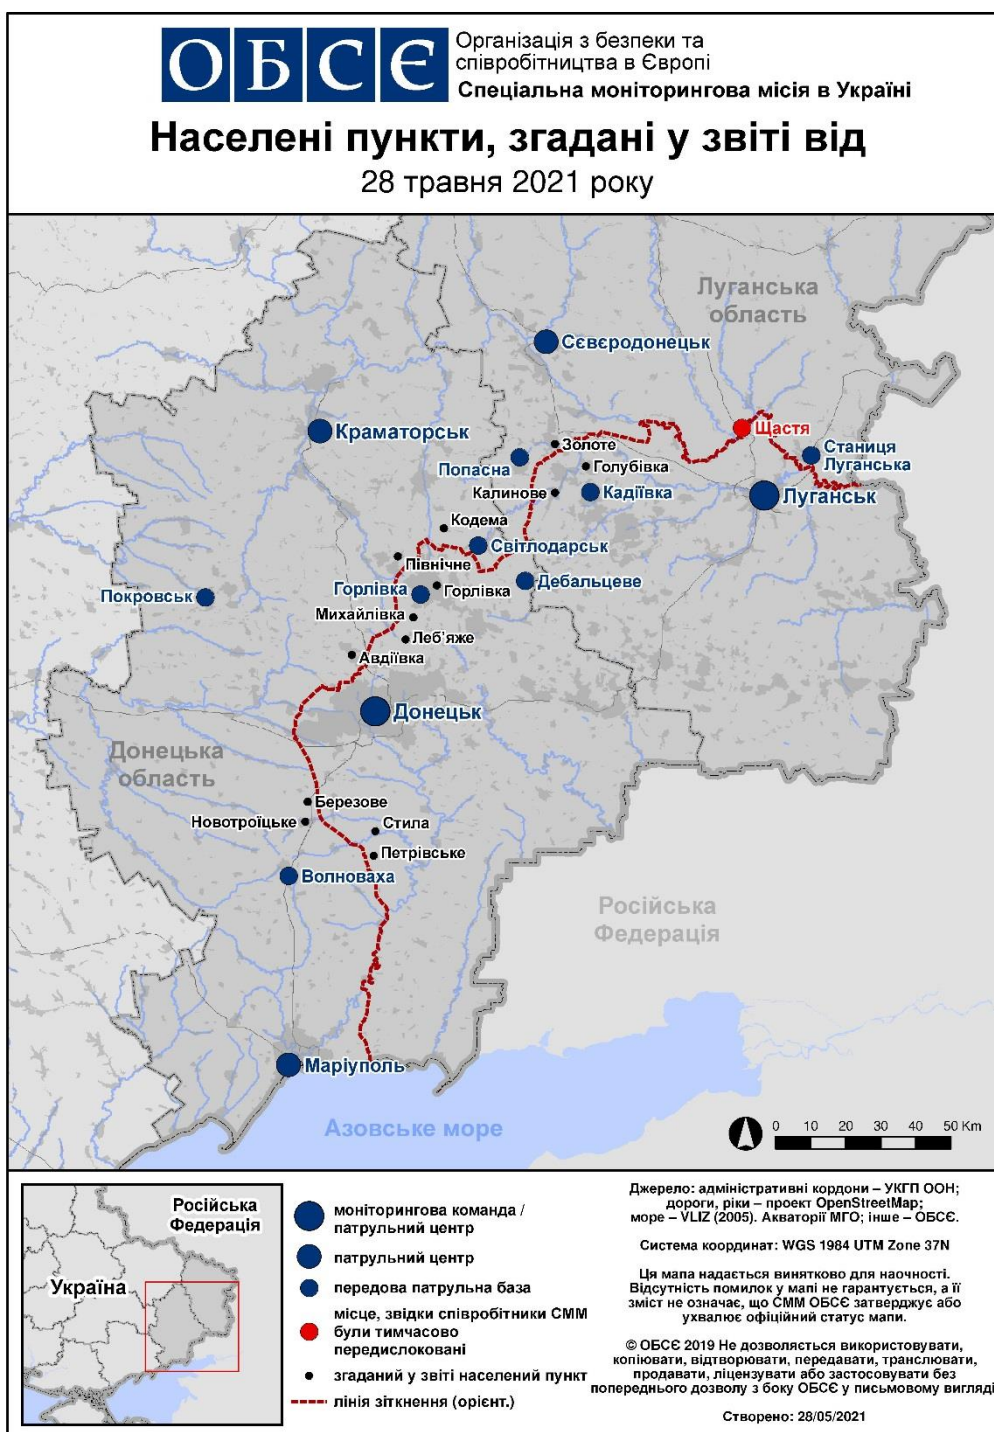 ОБСЄ
Організація з безпеки та
співробітництва в Європі
Спеціальна моніторингова місія в Україні
Населені пункти, згадані у звіті від
28 травня 2021 року
Луганська
область
Сєвєродонецьк
Краматорськ
Щастя
Золоте
Станиця
Луганська
Попасна
Голубівка
Калинове
Кадіївка
Луганськ
Кодема
Світлодарськ
Північне
Дебальцеве
Покровськ
Горлівка
Горлівка
Михайлівка
Леб'яже
Авдіївка
Донецьк
Донецька
область
Березове
Новотроїцьке
Стила
Петрівське
Волноваха
Російська
Федерація
Маріуполь
Азовське море
0 10 20 30 40 50 Km
Російська
Федерація
Україна
моніторингова команда /
патрульний центр
патрульний центр
передова патрульна база
місце, звідки співробітники СММ
були тимчасово
передислоковані
згаданий у звіті населений пункт
лінія зіткнення (орієнт.)
Джерело: адміністративні кордони – УКГП ООН;
дороги, ріки – проект OpenStreetMap;
море – VLIZ (2005). Акваторії МГО; інше – ОБСЄ.
Система координат: WGS 1984 UTM Zone 37N
Ця мапа надається винятково для наочності.
Відсутність помилок у мапі не гарантується, а її
зміст не означає, що СММ ОБСЄ затверджує або
ухвалює офіційний статус мапи.
© ОБСЄ 2019 Не дозволяється використовувати,
копіювати, відтворювати, передавати, транслювати,
продавати, ліцензувати або застосовувати без
попереднього дозволу з боку ОБСЄ у письмовому вигляді
Створено: 28/05/2021